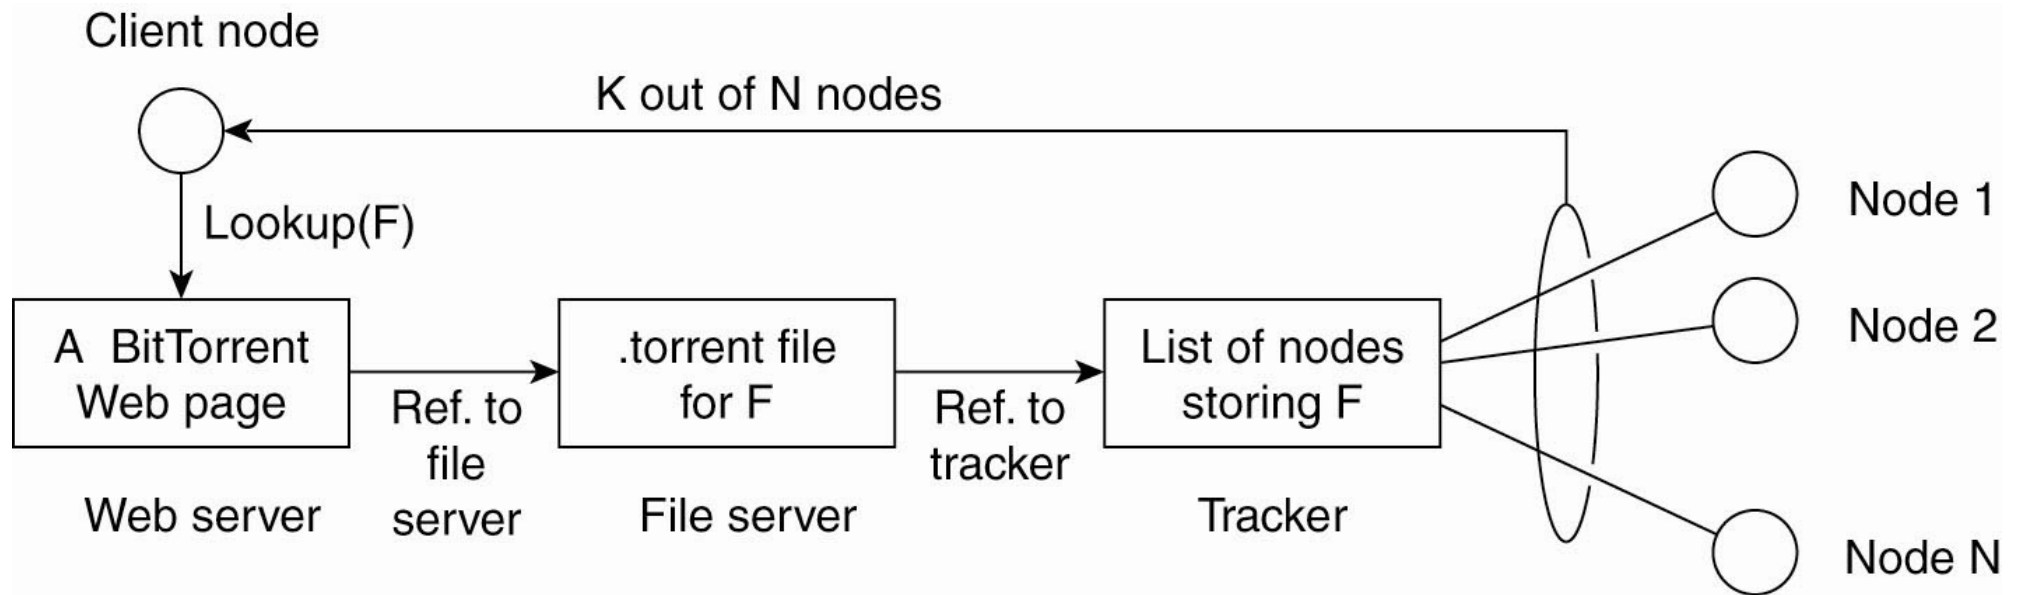 Client node
K out of N nodes
Lookup(F)
Node 1
Node 2
Node N
A BitTorrent
Web page
Ref. to
file
server
.torrent file
for F
Ref. to
tracker
List of nodes
storing F
Web server
File server
Tracker